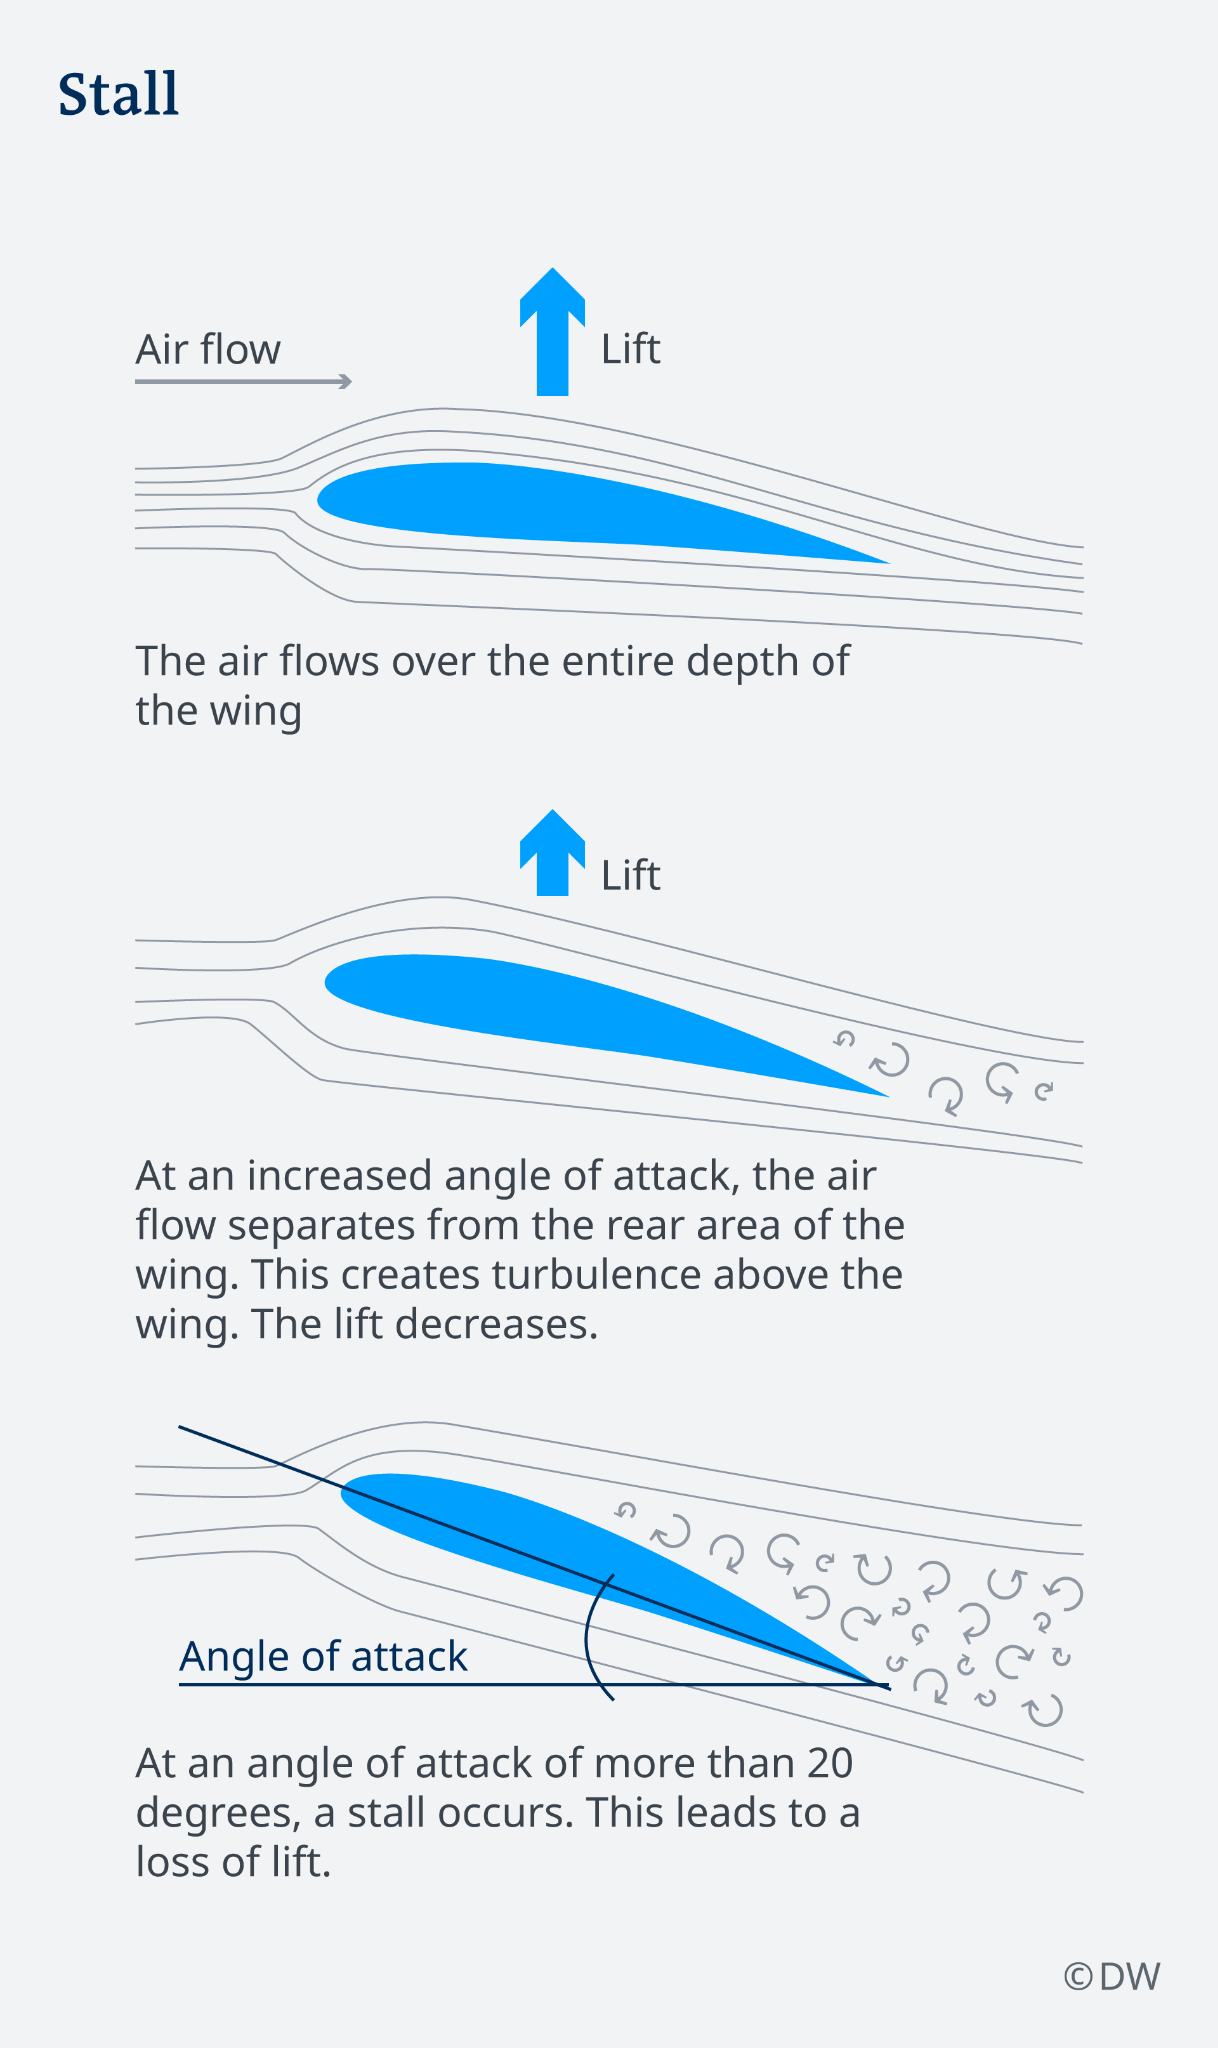 Stall
Lift
Air flow
The air flows over the entire depth of
the wing
Lift
At an increased angle of attack, the air
flow separates from the rear area of the
wing. This creates turbulence above the
wing. The lift decreases.
Angle of attack
At an angle of attack of more than 20
degrees, a stall occurs. This leads to a
loss of lift.
© DW